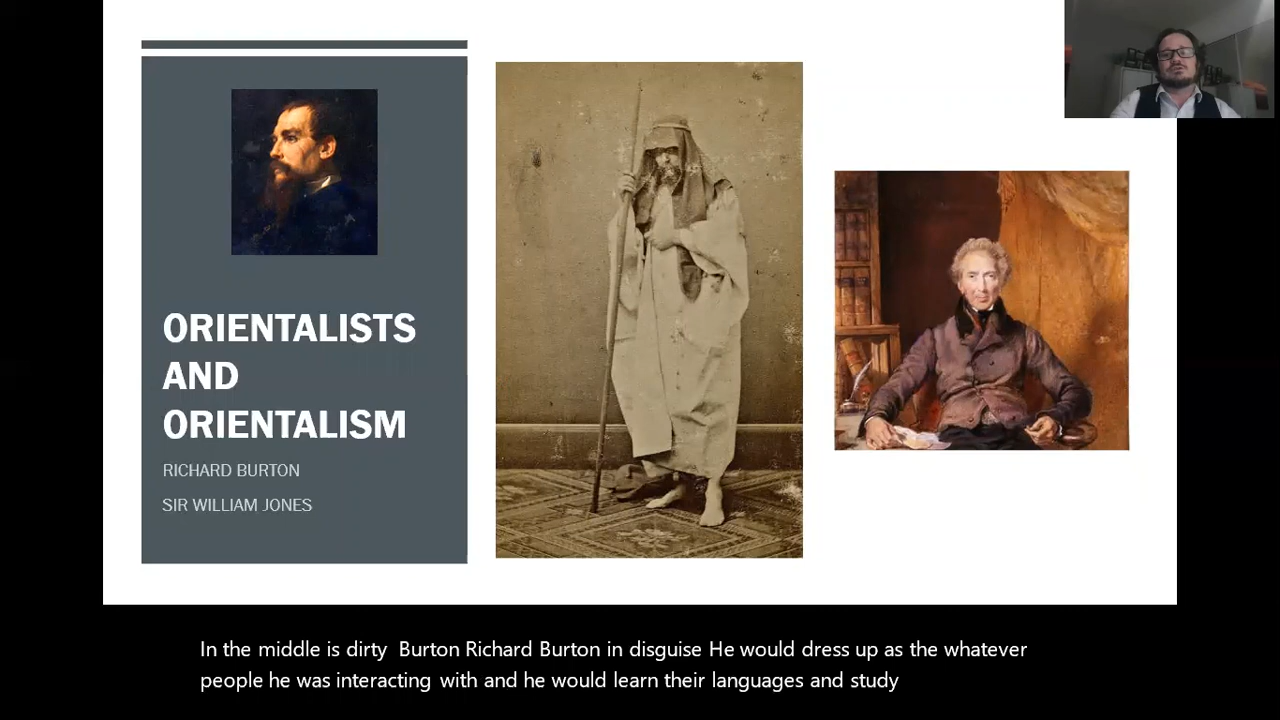 ORIENTALISTS
AND
ORIENTALISM
RICHARD BURTON
SIR WILLIAM JONES
In the middle is dirty  Burton Richard Burton in disguise He would dress up as the whatever
people he was interacting with and he would learn their languages and study